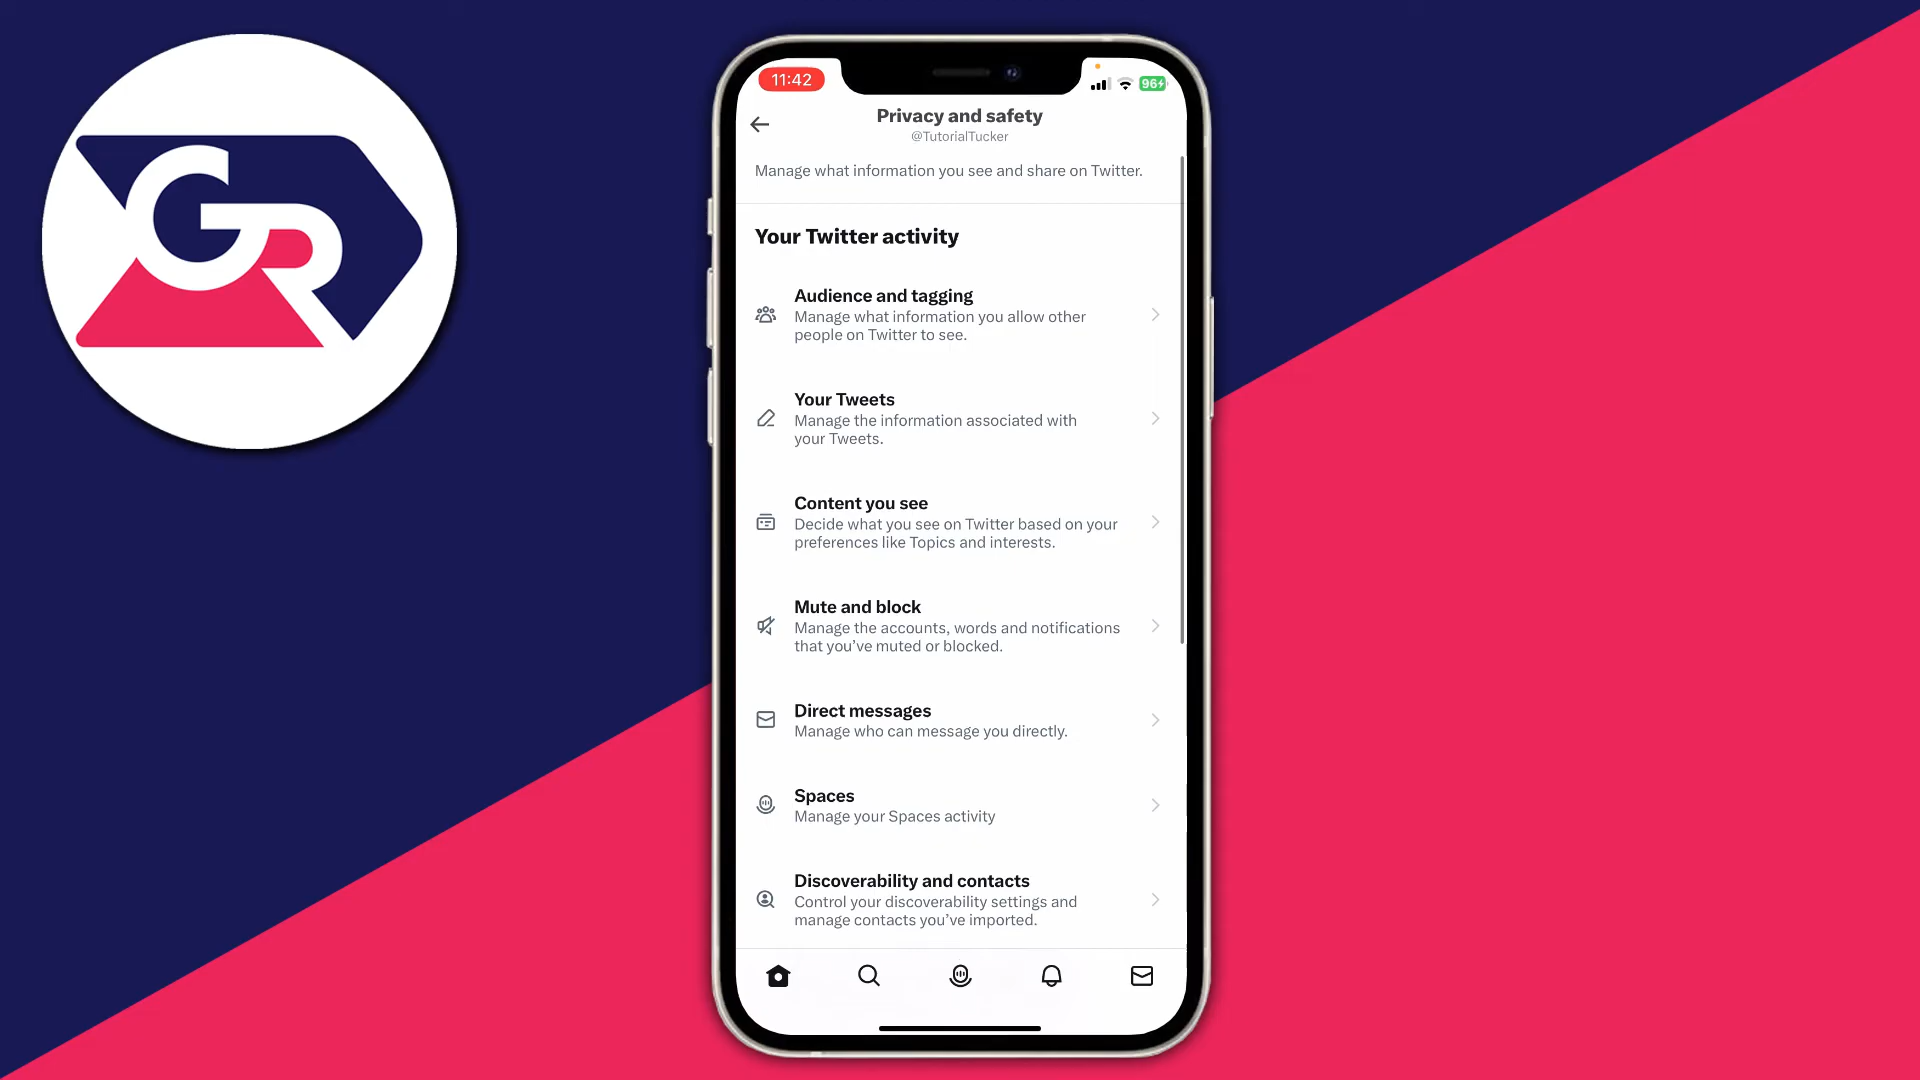 GR
11:42
96
Privacy and safety
@TutorialTucker
Manage what information you see and share on Twitter.
Your Twitter activity
Audience and tagging
Manage what information you allow other
people on Twitter to see.
Your Tweets
Manage the information associated with
your Tweets.
Content you see
Decide what you see on Twitter based on your
preferences like Topics and interests.
Mute and block
Manage the accounts, words and notifications
that you’ve muted or blocked.
Direct messages
Manage who can message you directly.
Spaces
Manage your Spaces activity
Discoverability and contacts
Control your discoverability settings and
manage contacts you’ve imported.